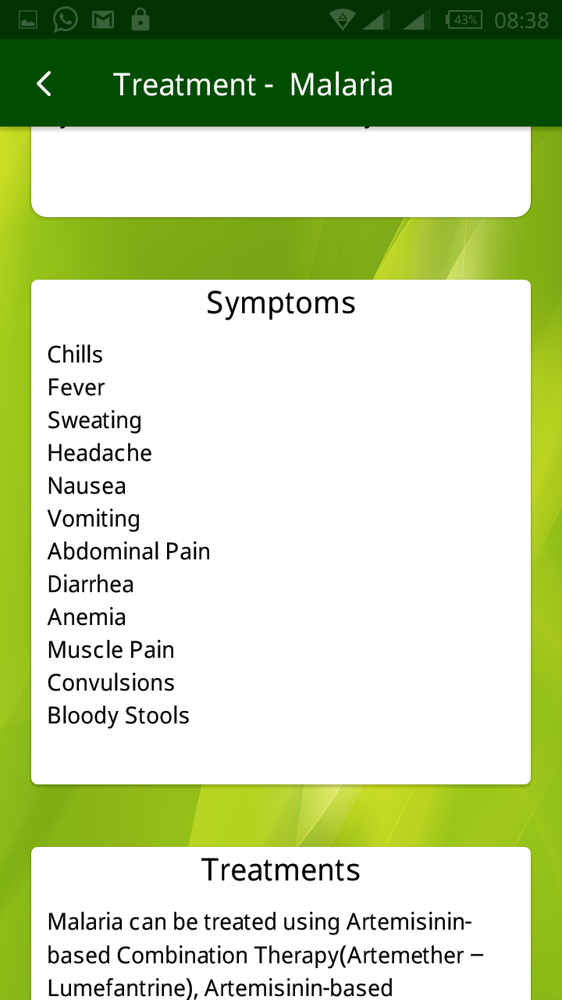 43%
08:38
Treatment - Malaria
Symptoms
Chills
Fever
Sweating
Headache
Nausea
Vomiting
Abdominal Pain
Diarrhea
Anemia
Muscle Pain
Convulsions
Bloody Stools
Treatments
Malaria can be treated using Artemisinin-
based Combination Therapy(Artemether –
Lumefantrine), Artemisinin-based